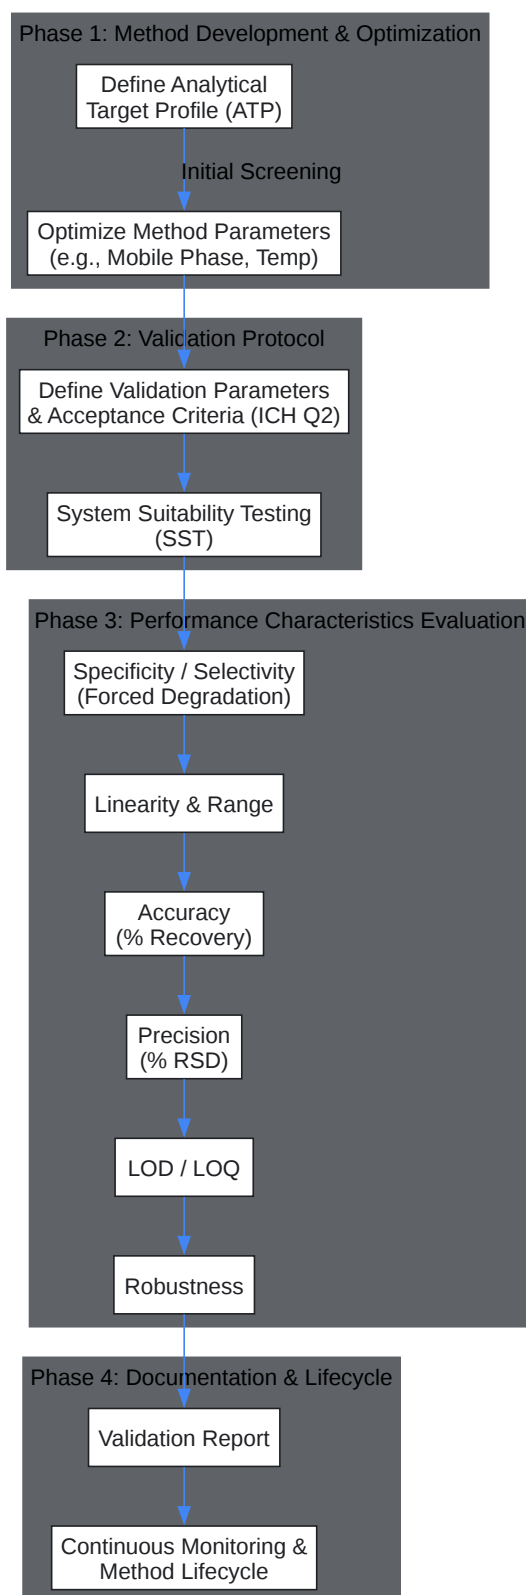 Phase 1: Method Development & Optimization
Define Analytical
Target Profile (ATP)
Initial Screening
Optimize Method Parameters
(e.g., Mobile Phase, Temp)
Phase 2: Validation Protocol
Define Validation Parameters
& Acceptance Criteria (ICH Q2)
System Suitability Testing
(SST)
Phase 3: Performance Characteristics Evaluation
Specificity / Selectivity
(Forced Degradation)
Linearity & Range
Accuracy
(% Recovery)
Precision
(% RSD)
LOD / LOQ
Robustness
Phase 4: Documentation & Lifecycle
Validation Report
Continuous Monitoring &
Method Lifecycle